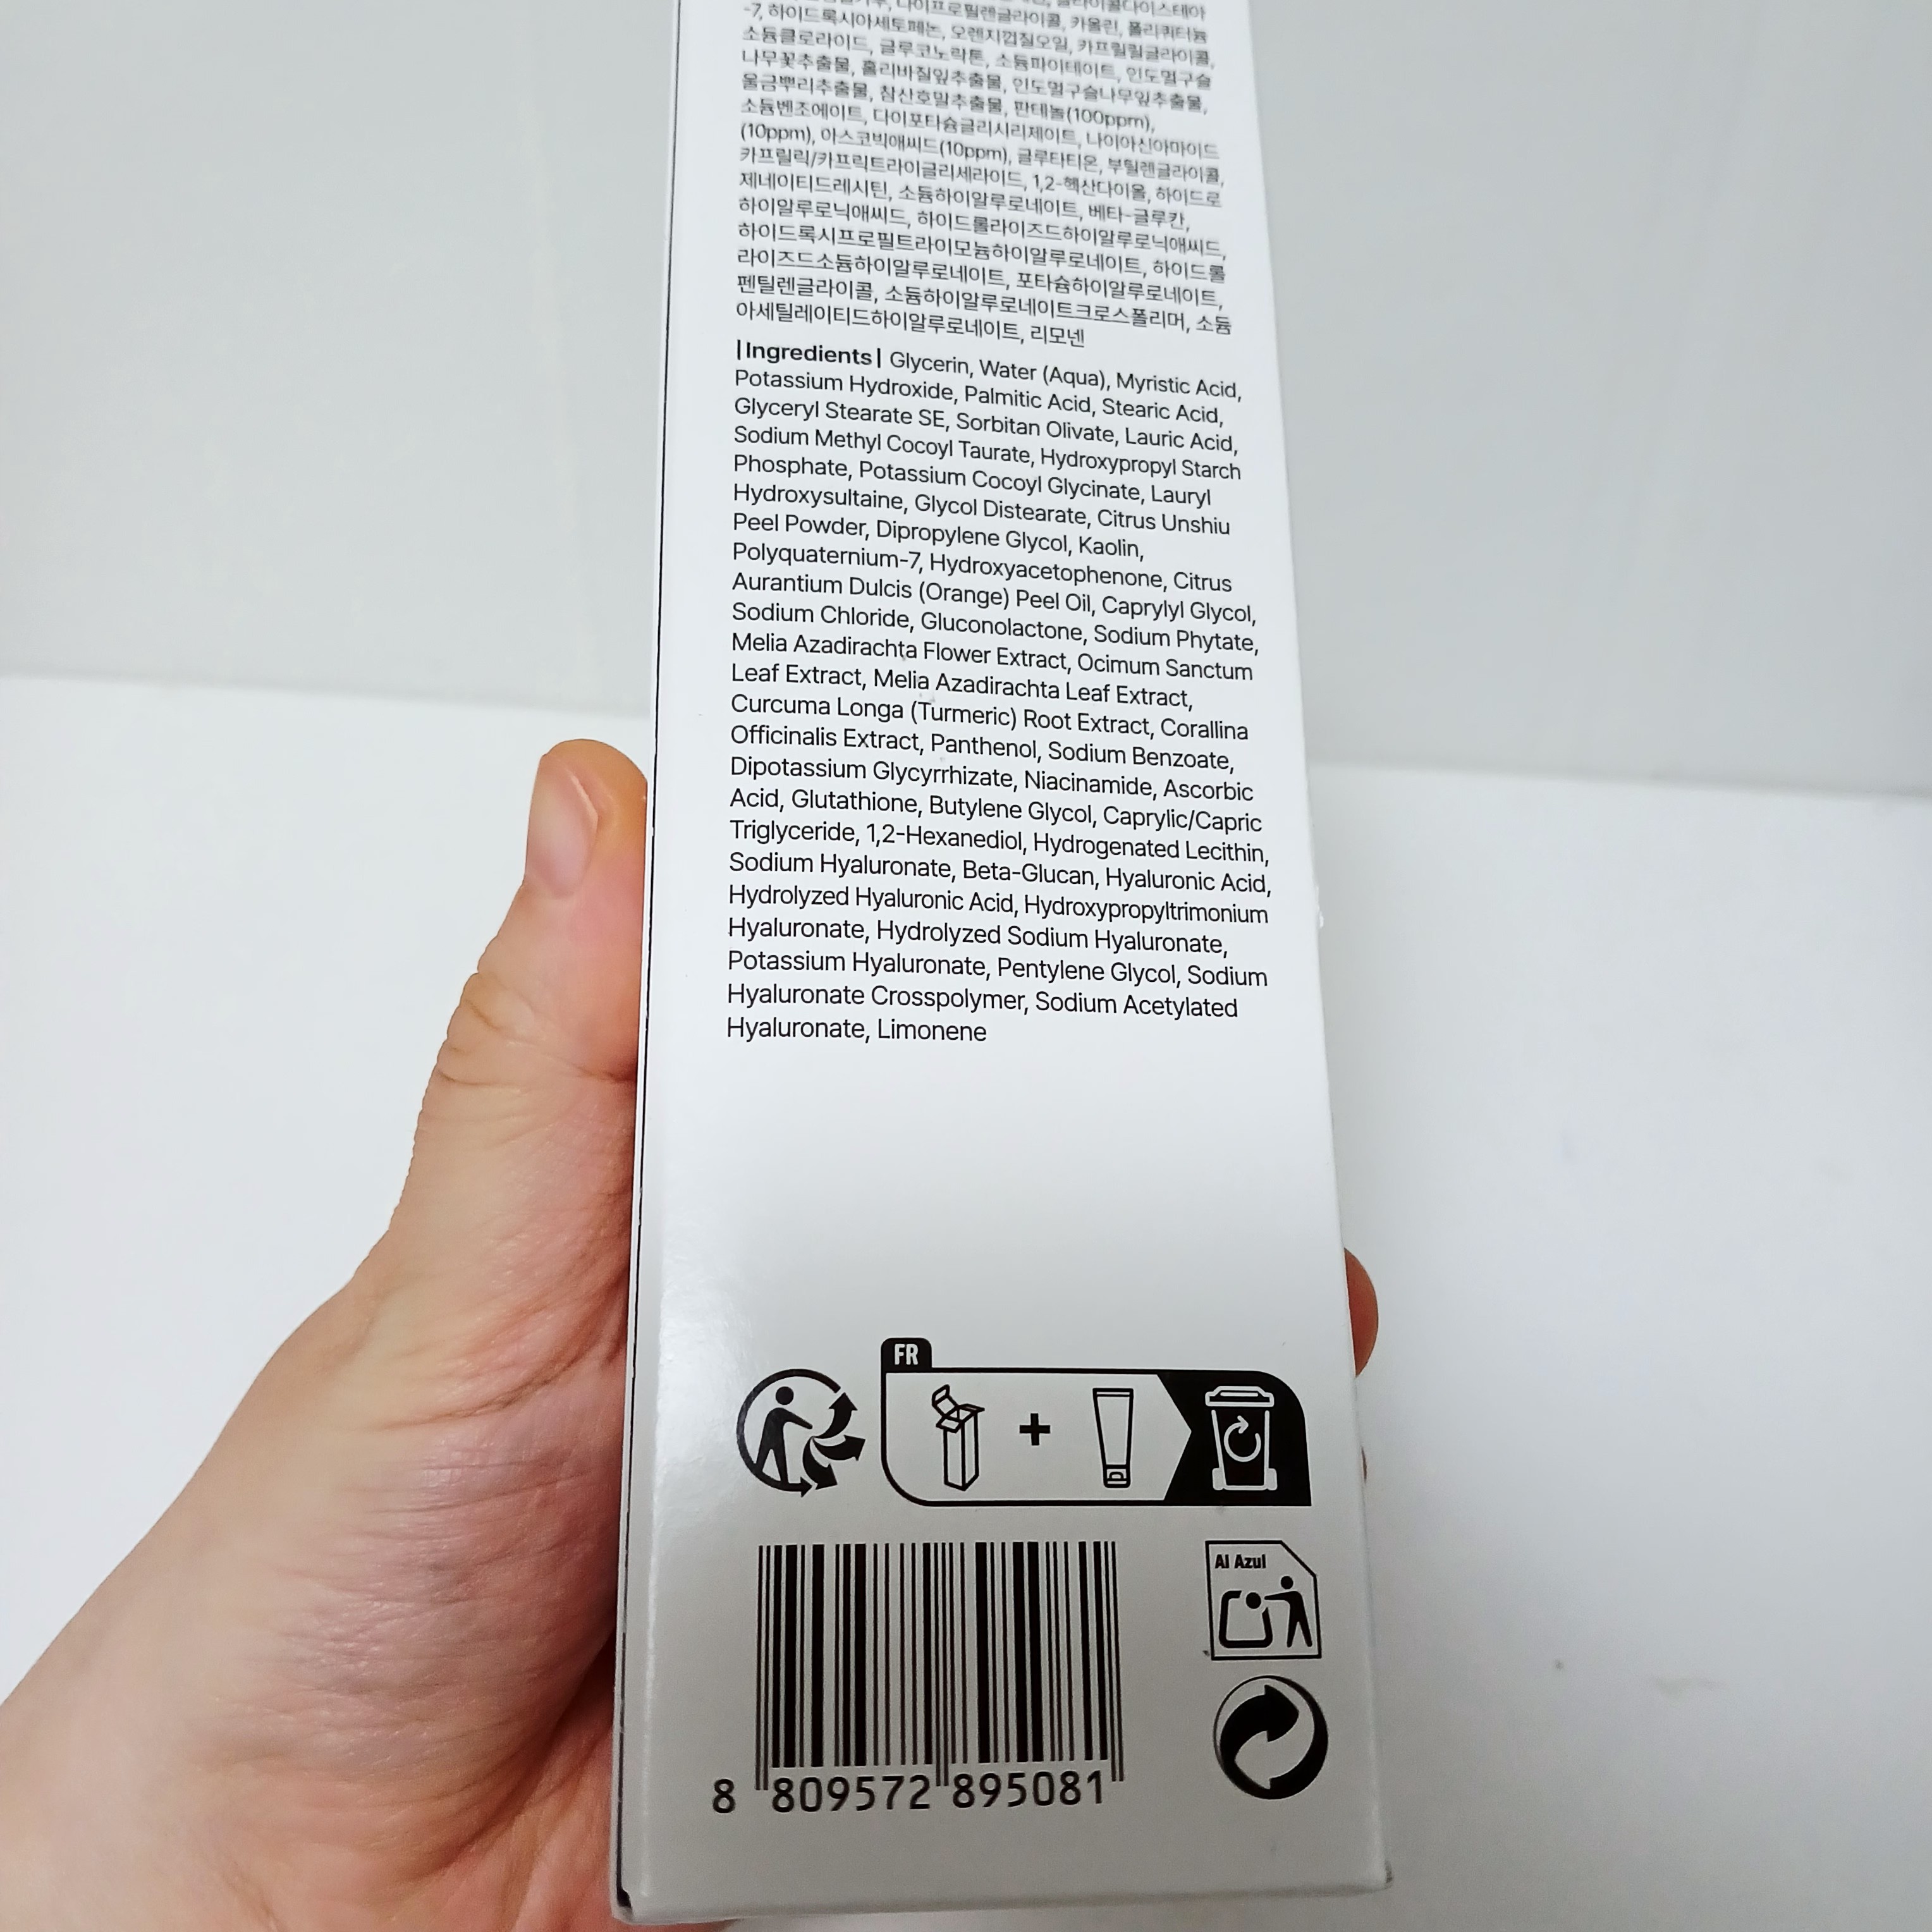 다이프로필렌글라이콜, 카올린, 폴리쿼터늄
-7, 하이드록시아세토페논, 오렌지껍질오일, 카프릴릴글라이콜,
소듐클로라이드, 글루코노락톤, 소듐파이테이트, 인도멀구슬
나무꽃추출물, 홀리바질잎추출물, 인도멀구슬나무잎추출물,
울금뿌리추출물, 참산호말추출물, 판테놀(100ppm),
소듐벤조에이트, 다이포타슘글리시리제이트, 나이아신아마이드
(10ppm), 아스코빅애씨드(10ppm), 글루타티온, 부틸렌글라이콜,
카프릴릭/카프릭트라이글리세라이드, 1,2-헥산다이올, 하이드로
제네이티드레시틴, 소듐하이알루로네이트, 베타-글루칸,
하이알루로닉애씨드, 하이드롤라이즈드하이알루로닉애씨드,
하이드록시프로필트라이모늄하이알루로네이트, 하이드롤
라이즈드소듐하이알루로네이트, 포타슘하이알루로네이트,
펜틸렌글라이콜, 소듐하이알루로네이트크로스폴리머, 소듐
아세틸레이티드하이알루로네이트, 리모넨
|Ingredients| Glycerin, Water (Aqua), Myristic Acid,
Potassium Hydroxide, Palmitic Acid, Stearic Acid,
Glyceryl Stearate SE, Sorbitan Olivate, Lauric Acid,
Sodium Methyl Cocoyl Taurate, Hydroxypropyl Starch
Phosphate, Potassium Cocoyl Glycinate, Lauryl
Hydroxysultaine, Glycol Distearate, Citrus Unshiu
Peel Powder, Dipropylene Glycol, Kaolin,
Polyquaternium-7, Hydroxyacetophenone, Citrus
Aurantium Dulcis (Orange) Peel Oil, Caprylyl Glycol,
Sodium Chloride, Gluconolactone, Sodium Phytate,
Melia Azadirachta Flower Extract, Ocimum Sanctum
Leaf Extract, Melia Azadirachta Leaf Extract,
Curcuma Longa (Turmeric) Root Extract, Corallina
Officinalis Extract, Panthenol, Sodium Benzoate,
Dipotassium Glycyrrhizate, Niacinamide, Ascorbic
Acid, Glutathione, Butylene Glycol, Caprylic/Capric
Triglyceride, 1,2-Hexanediol, Hydrogenated Lecithin,
Sodium Hyaluronate, Beta-Glucan, Hyaluronic Acid,
Hydrolyzed Hyaluronic Acid, Hydroxypropyltrimonium
Hyaluronate, Hydrolyzed Sodium Hyaluronate,
Potassium Hyaluronate, Pentylene Glycol, Sodium
Hyaluronate Crosspolymer, Sodium Acetylated
Hyaluronate, Limonene
FR
Al Azul
8 809572 895081